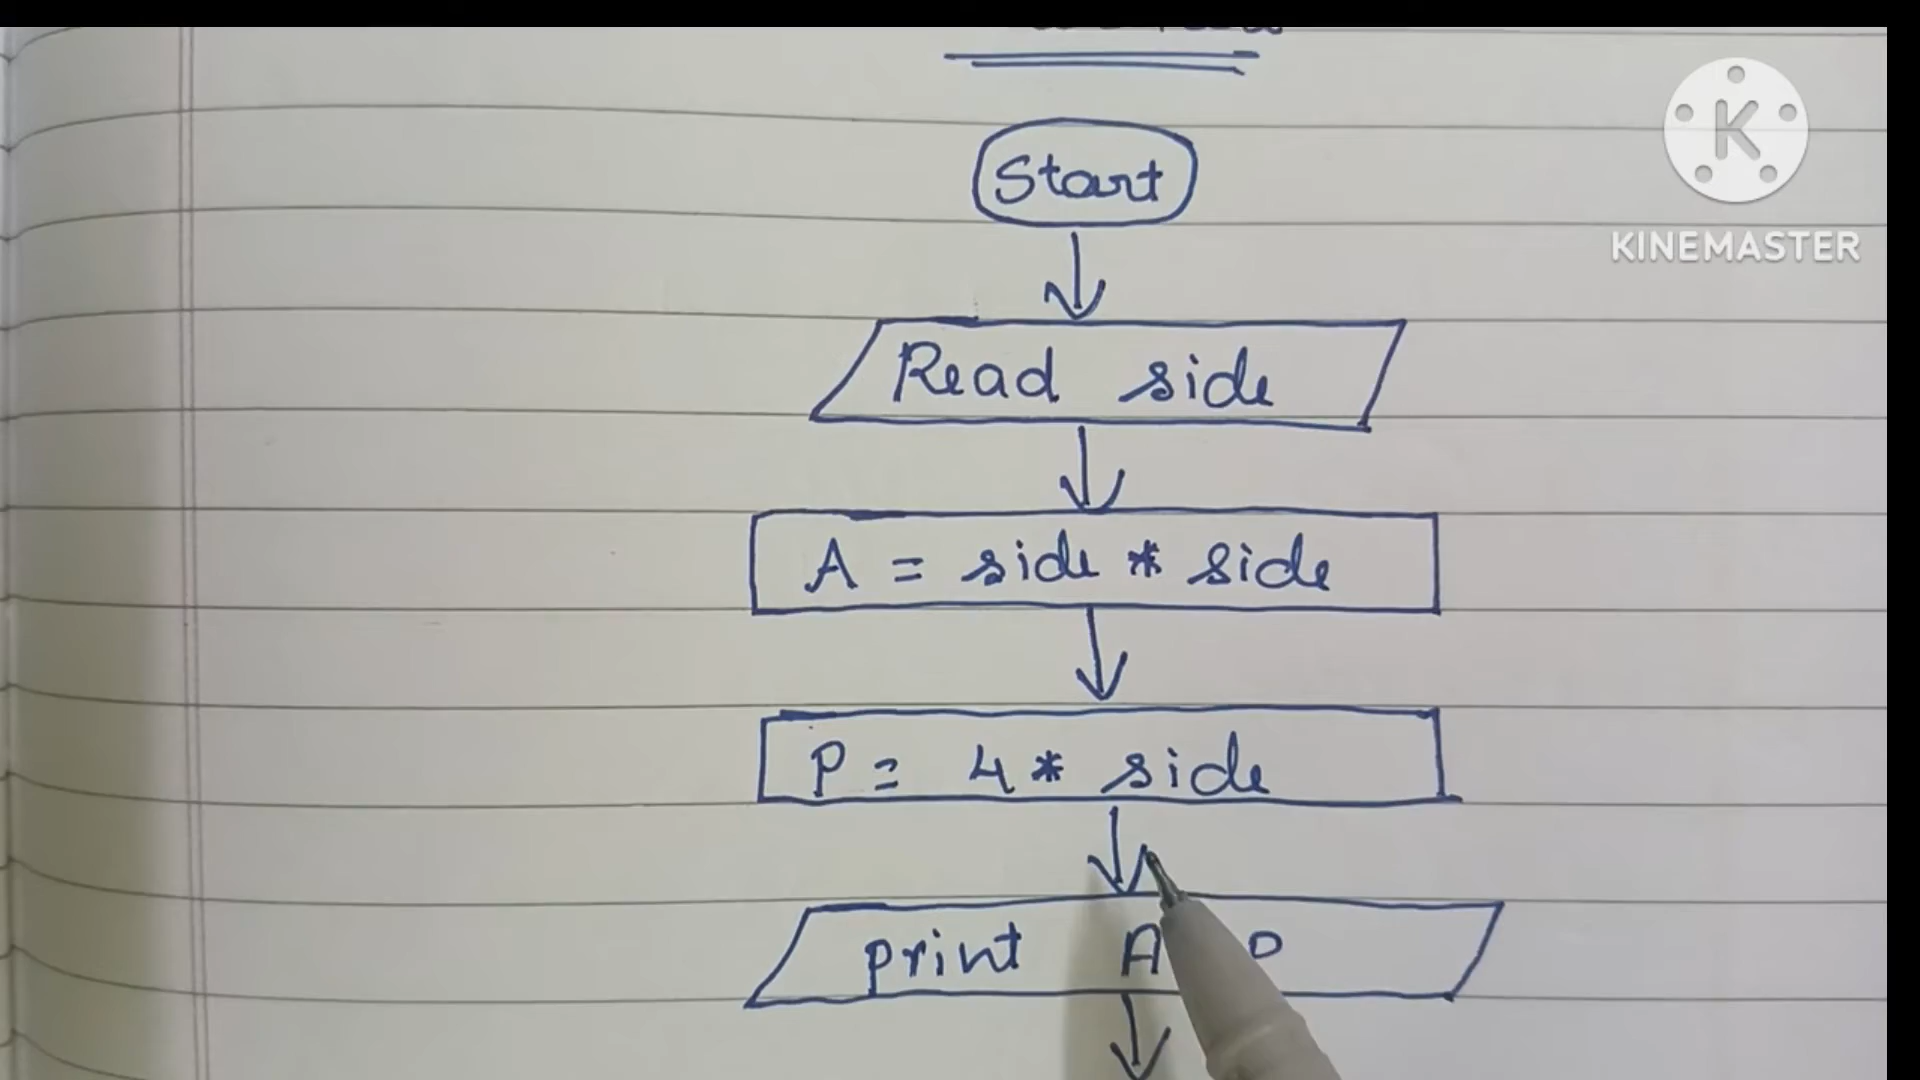 Start
Read side
A = side * side
P = 4 * side
print A P
K
KINEMASTER